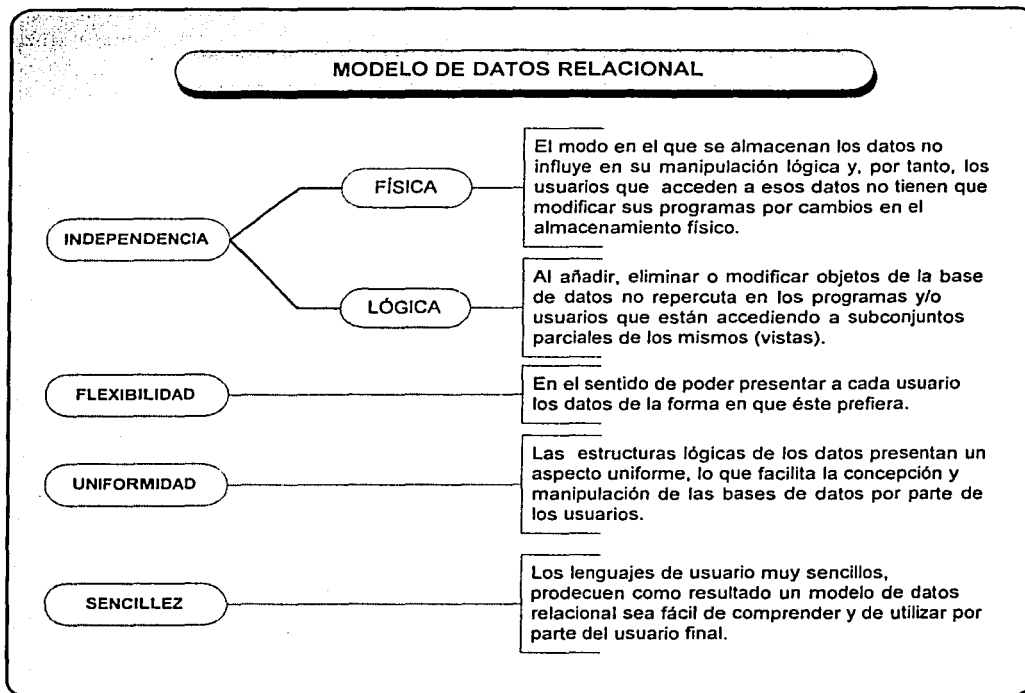 MODELO DE DATOS RELACIONAL
INDEPENDENCIA
FÍSICA
El modo en el que se almacenan los datos no
influye en su manipulación lógica y, por tanto, los
usuarios que acceden a esos datos no tienen que
modificar sus programas por cambios en el
almacenamiento físico.
LÓGICA
Al añadir, eliminar o modificar objetos de la base
de datos no repercuta en los programas y/o
usuarios que están accediendo a subconjuntos
parciales de los mismos (vistas).
FLEXIBILIDAD
En el sentido de poder presentar a cada usuario
los datos de la forma en que éste prefiera.
UNIFORMIDAD
Las estructuras lógicas de los datos presentan un
aspecto uniforme, lo que facilita la concepción y
manipulación de las bases de datos por parte de
los usuarios.
SENCILLEZ
Los lenguajes de usuario muy sencillos,
prodecuen como resultado un modelo de datos
relacional sea fácil de comprender y de utilizar por
parte del usuario final.